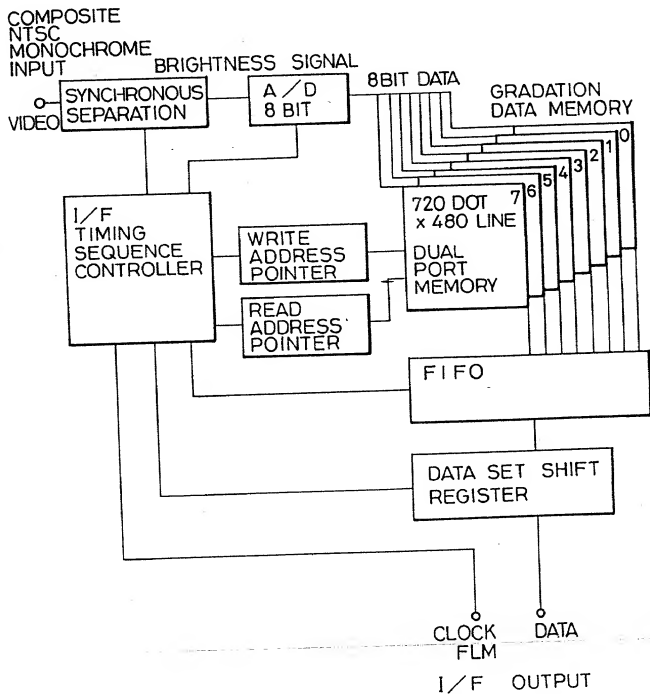 COMPOSITE
NTSC
MONOCHROME
INPUT
VIDEO
SYNCHRONOUS
SEPARATION
BRIGHTNESS SIGNAL
A/D
8 BIT
8BIT DATA
GRADATION
DATA MEMORY
0
1
2
3
4
5
6
7
720 DOT
x 480 LINE
DUAL
PORT
MEMORY
I/F
TIMING
SEQUENCE
CONTROLLER
WRITE
ADDRESS
POINTER
READ
ADDRESS
POINTER
FIFO
DATA SET SHIFT
REGISTER
CLOCK
FLM
DATA
I/F OUTPUT